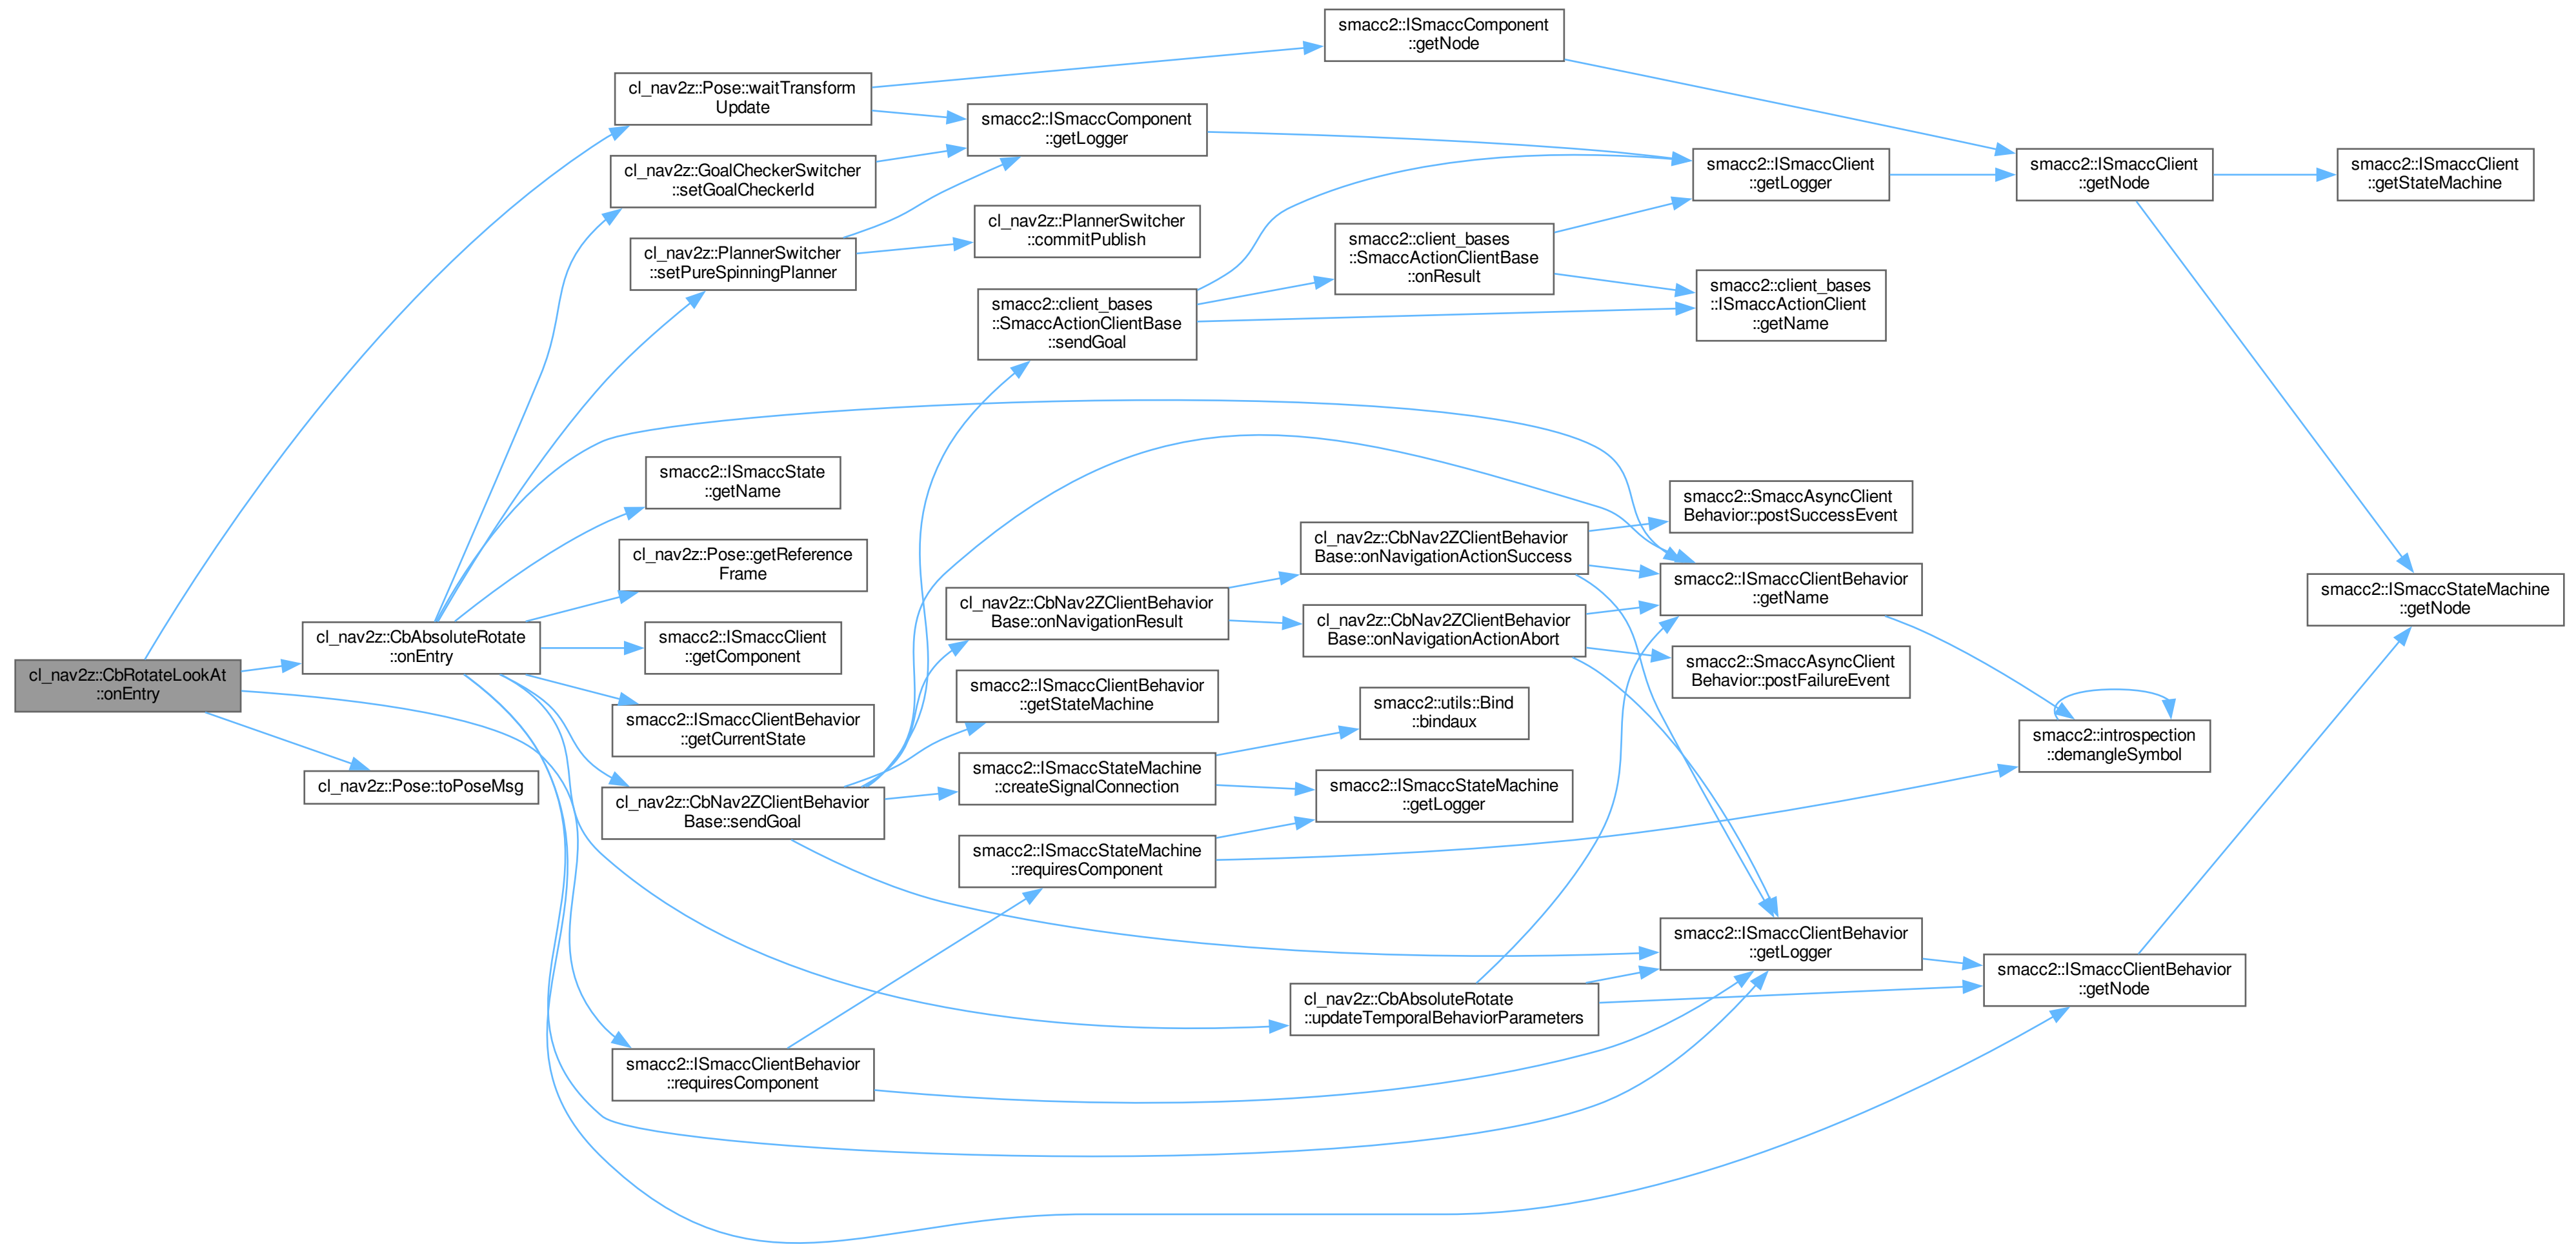 cl_nav2z::CbRotateLookAt
::onEntry
cl_nav2z::Pose::waitTransform
Update
cl_nav2z::CbAbsoluteRotate
::onEntry
cl_nav2z::Pose::toPoseMsg
cl_nav2z::GoalCheckerSwitcher
::setGoalCheckerId
cl_nav2z::PlannerSwitcher
::setPureSpinningPlanner
smacc2::ISmaccState
::getName
cl_nav2z::Pose::getReference
Frame
smacc2::ISmaccClient
::getComponent
smacc2::ISmaccClientBehavior
::getCurrentState
cl_nav2z::CbNav2ZClientBehavior
Base::sendGoal
smacc2::ISmaccClientBehavior
::requiresComponent
smacc2::ISmaccComponent
::getLogger
cl_nav2z::PlannerSwitcher
::commitPublish
smacc2::client_bases
::SmaccActionClientBase
::sendGoal
cl_nav2z::CbNav2ZClientBehavior
Base::onNavigationResult
smacc2::ISmaccClientBehavior
::getStateMachine
smacc2::ISmaccStateMachine
::createSignalConnection
smacc2::ISmaccStateMachine
::requiresComponent
smacc2::ISmaccComponent
::getNode
smacc2::client_bases
::SmaccActionClientBase
::onResult
cl_nav2z::CbNav2ZClientBehavior
Base::onNavigationActionSuccess
cl_nav2z::CbNav2ZClientBehavior
Base::onNavigationActionAbort
smacc2::utils::Bind
::bindaux
smacc2::ISmaccStateMachine
::getLogger
cl_nav2z::CbAbsoluteRotate
::updateTemporalBehaviorParameters
smacc2::ISmaccClient
::getLogger
smacc2::client_bases
::ISmaccActionClient
::getName
smacc2::SmaccAsyncClient
Behavior::postSuccessEvent
smacc2::ISmaccClientBehavior
::getName
smacc2::SmaccAsyncClient
Behavior::postFailureEvent
smacc2::ISmaccClientBehavior
::getLogger
smacc2::ISmaccClient
::getNode
smacc2::introspection
::demangleSymbol
smacc2::ISmaccClientBehavior
::getNode
smacc2::ISmaccClient
::getStateMachine
smacc2::ISmaccStateMachine
::getNode